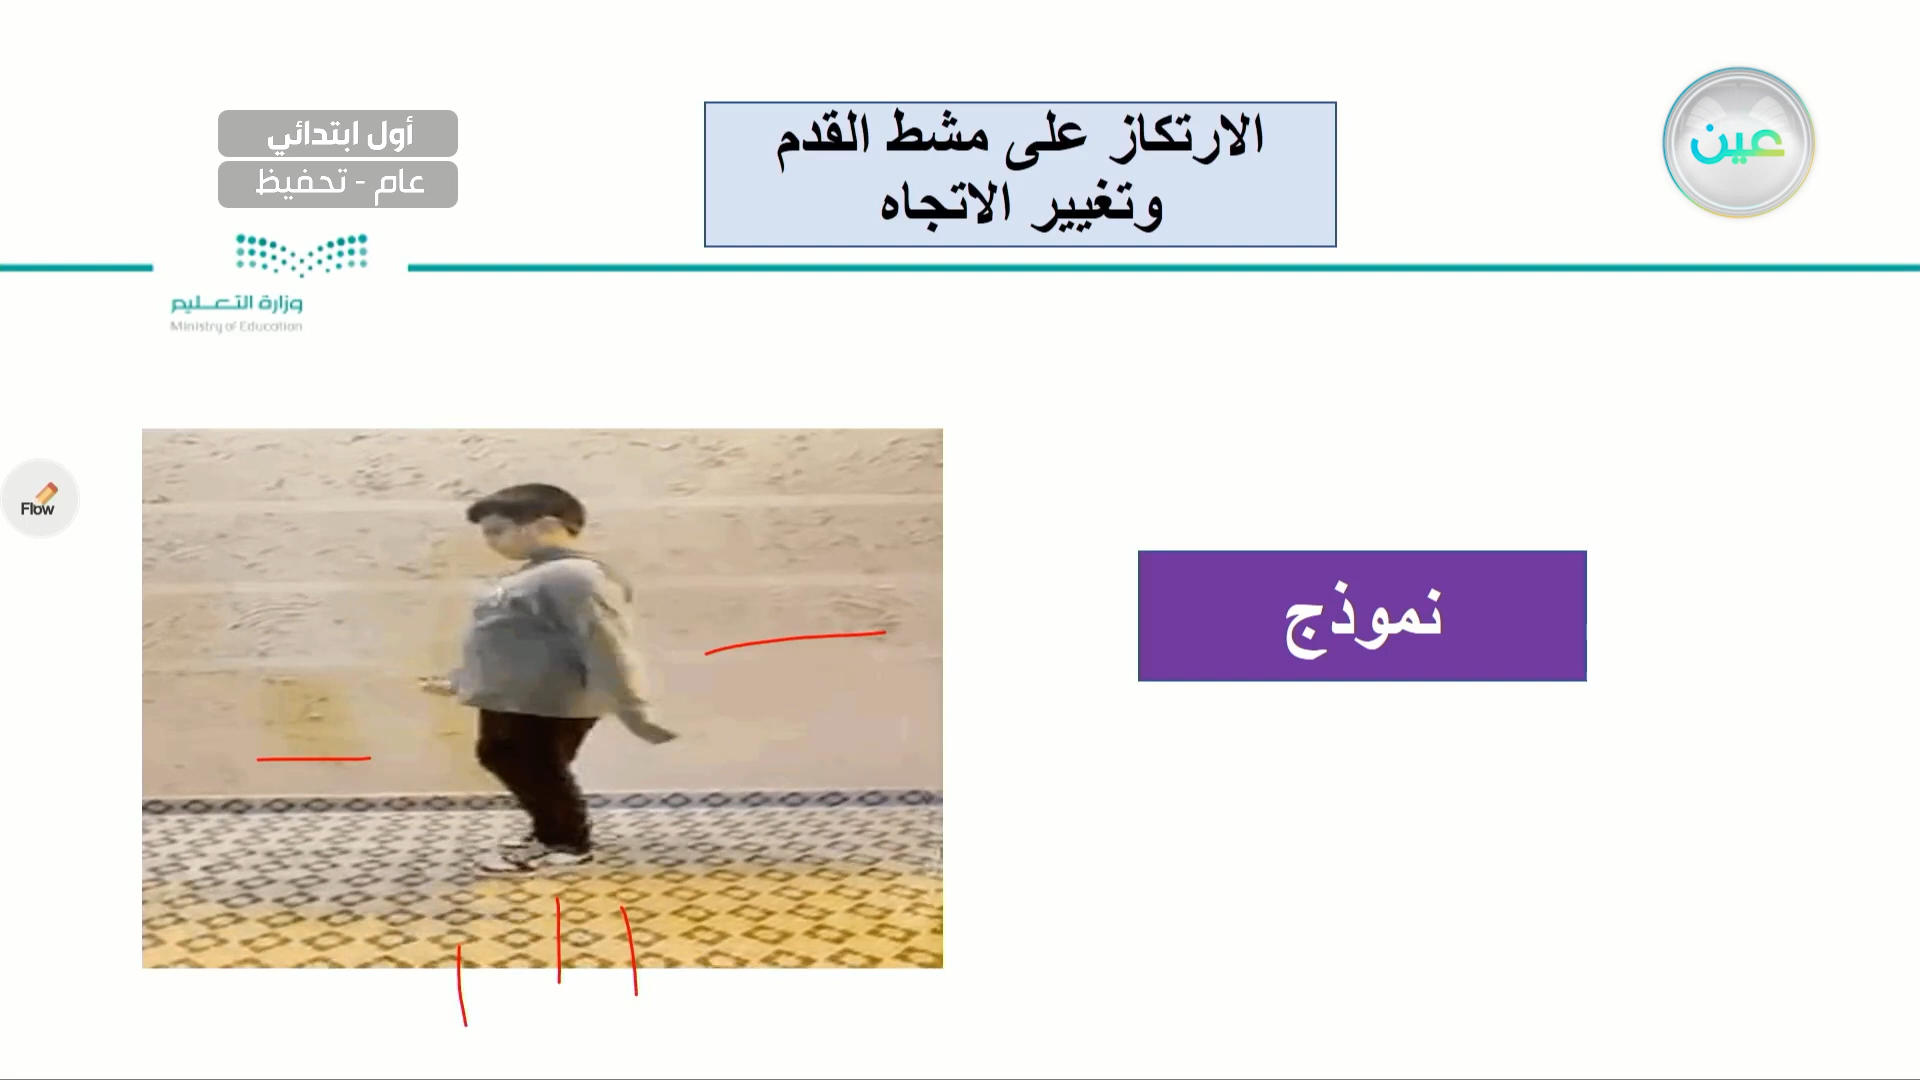 الارتكاز على مشط القدم
وتغيير الاتجاه
عين
أول ابتدائي
عام - تحفيظ
وزارة التعليم
Ministry of Education
Flow
نموذج